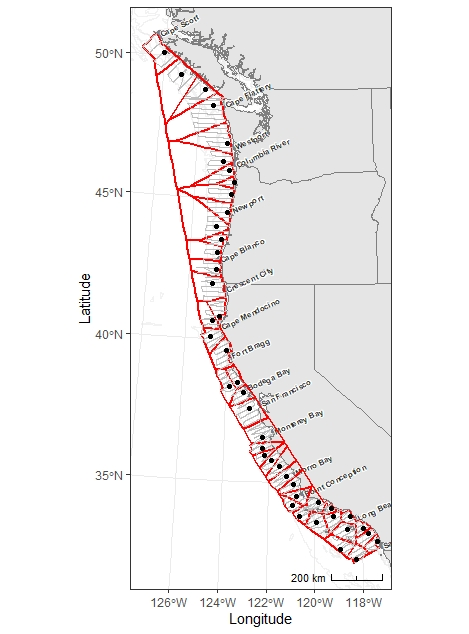 Cape Scott
50°N
Cape Flattery
Westport
Columbia River
45°N
Newport
Cape Blanco
Crescent City
Cape Mendocino
40°N
Fort Bragg
Bodega Bay
San Francisco
Monterey Bay
Morro Bay
35°N
Point Conception
Long Bea
200 km
126°W 124°W 122°W 120°W 118°W
Longitude
Latitude